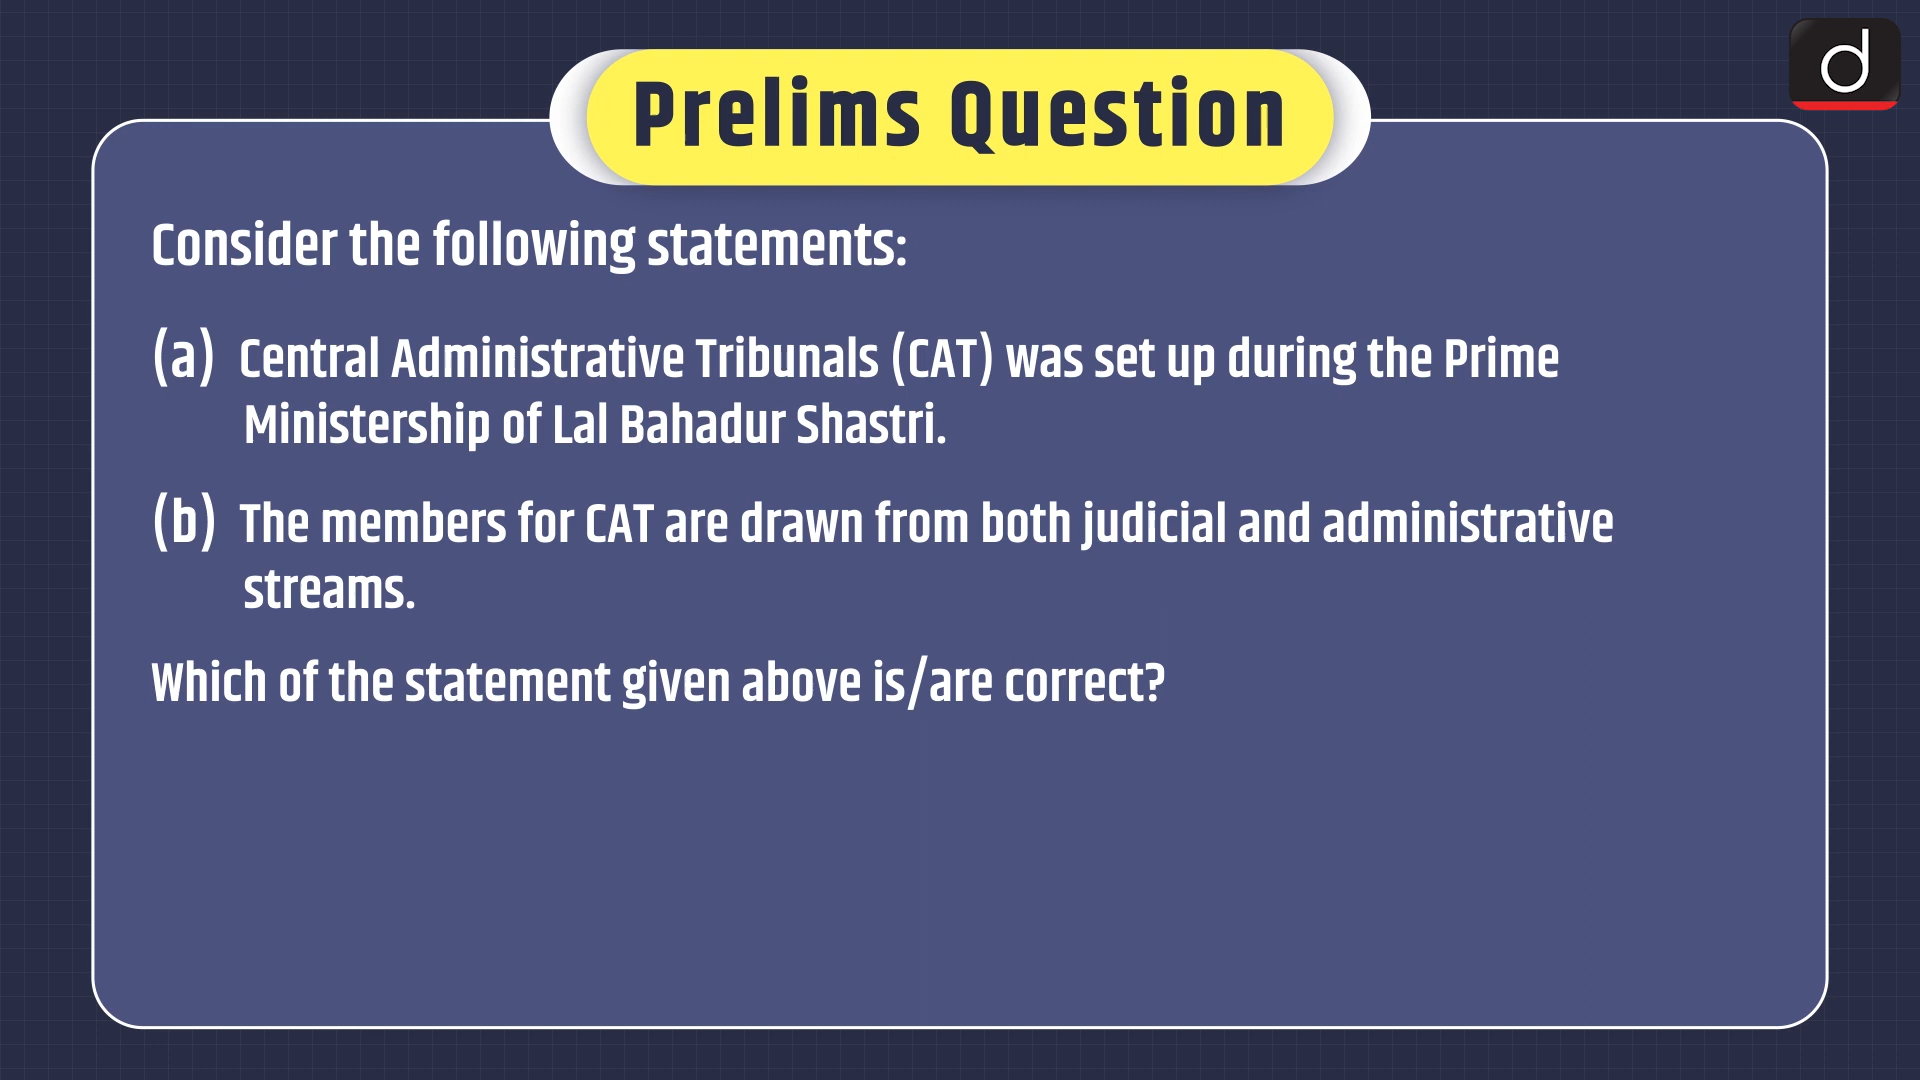 Prelims Question
d
Consider the following statements:
(a) Central Administrative Tribunals (CAT) was set up during the Prime
Ministership of Lal Bahadur Shastri.
(b) The members for CAT are drawn from both judicial and administrative
streams.
Which of the statement given above is/are correct?